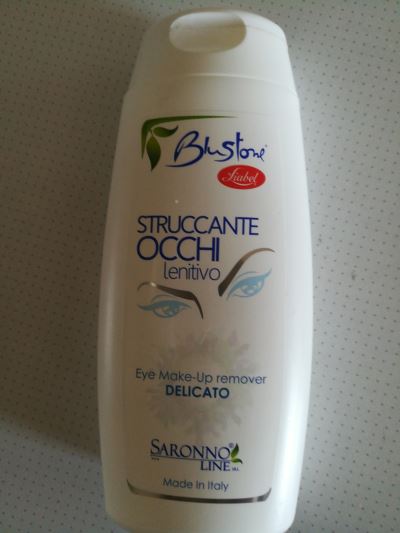 Blustone®
Liabel
STRUCCANTE
OCCHI
lenitivo
Eye Make-Up remover
DELICATO
SARONNO®
LINE
Made In Italy